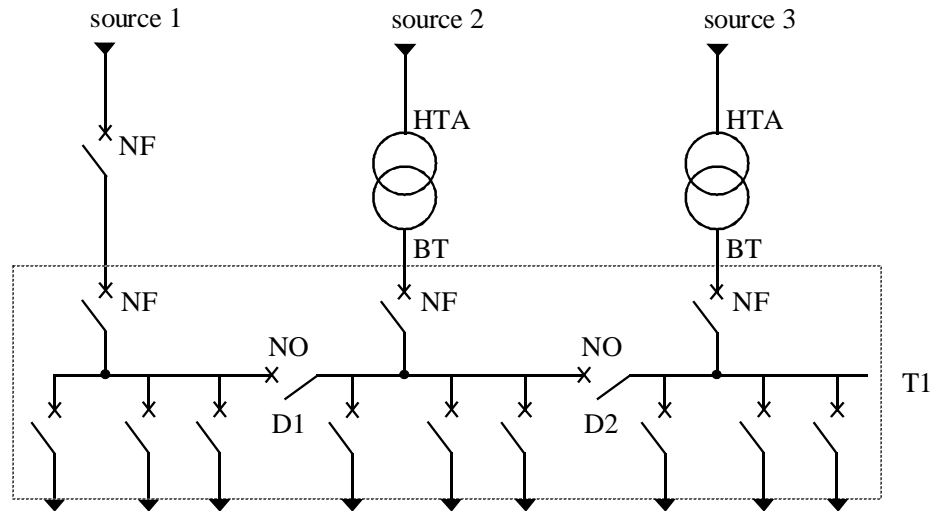 source 1
source 2
source 3
NF
HTA
HTA
BT
BT
NF
NF
NF
NO
NO
T1
D1
D2